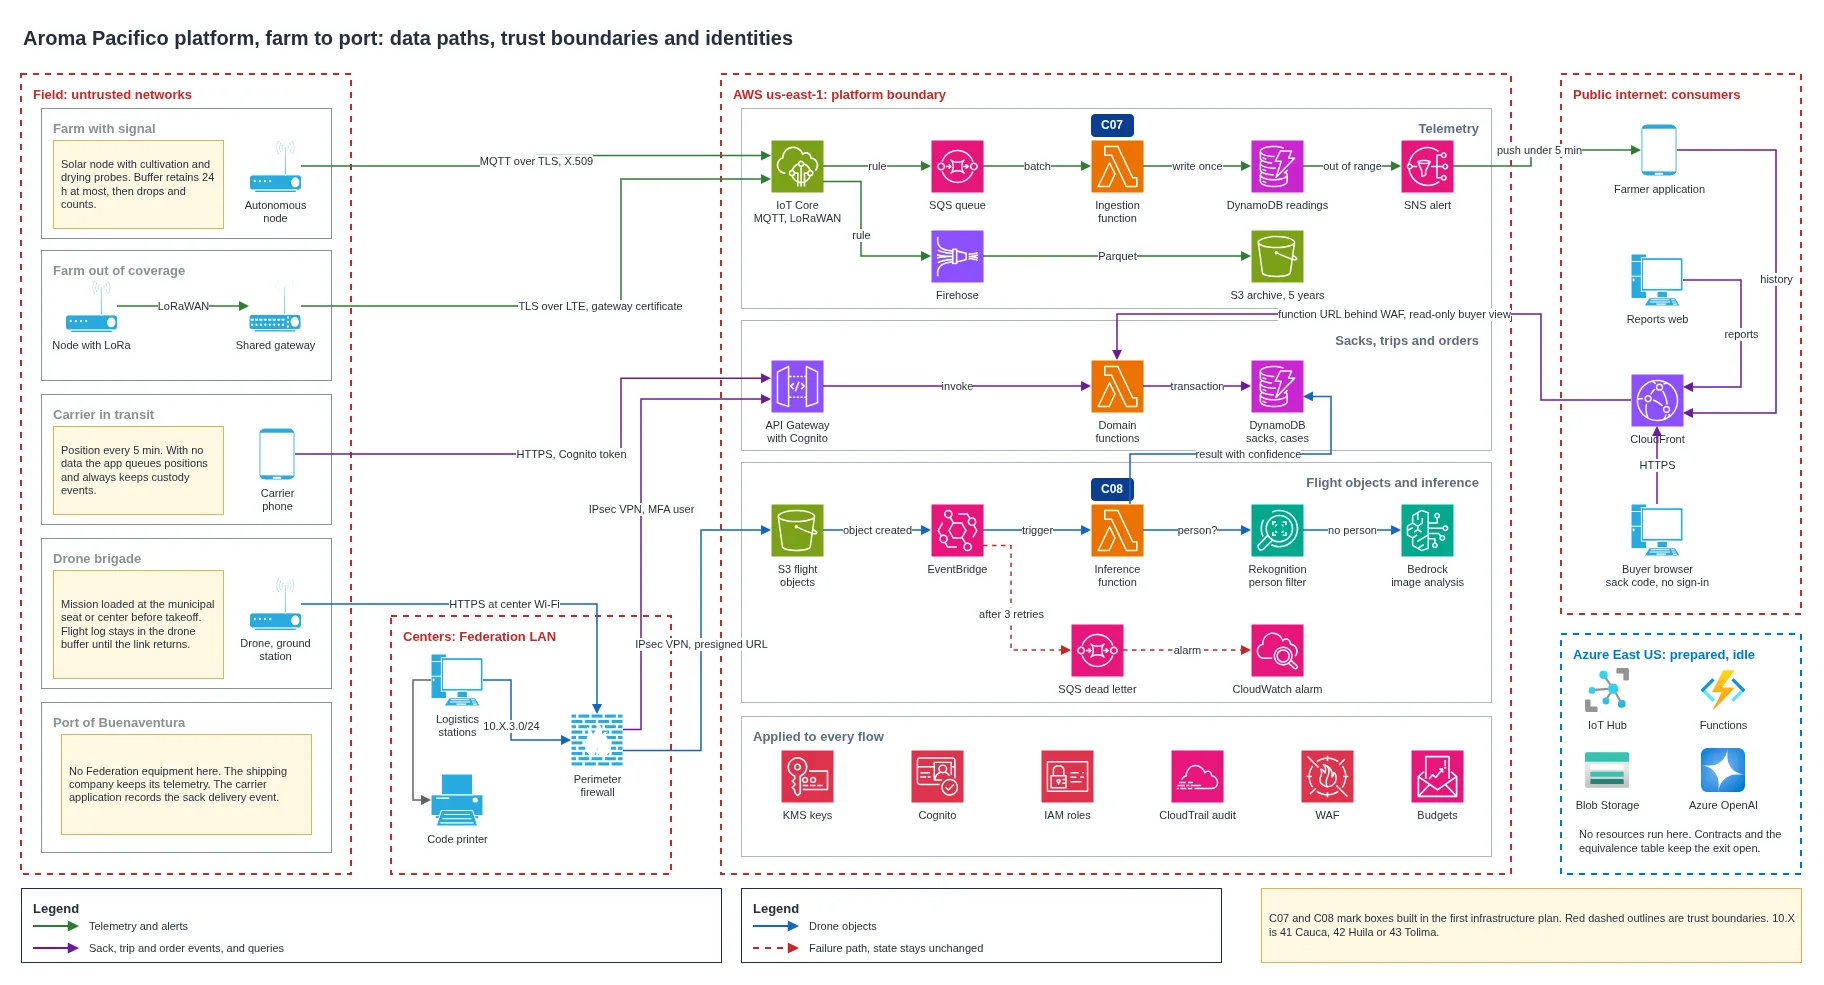 Aroma Pacifico platform, farm to port: data paths, trust boundaries and identities
Field: untrusted networks
Farm with signal
Solar node with cultivation and
drying probes. Buffer retains 24
h at most, then drops and
counts.
Autonomous
node
Farm out of coverage
LoRaWAN
Node with LoRa
Shared gateway
Carrier in transit
Position every 5 min. With no
data the app queues positions
and always keeps custody
events.
Carrier
phone
Drone brigade
Mission loaded at the municipal
seat or center before takeoff.
Flight log stays in the drone
buffer until the link returns.
Drone, ground
station
Port of Buenaventura
No Federation equipment here. The shipping
company keeps its telemetry. The carrier
application records the sack delivery event.
MQTT over TLS, X.509
TLS over LTE, gateway certificate
HTTPS, Cognito token
IPsec VPN, MFA user
HTTPS at center Wi-Fi
IPsec VPN, presigned URL
Centers: Federation LAN
Logistics
stations
10.X.3.0/24
Perimeter
firewall
Code printer
AWS us-east-1: platform boundary
Telemetry
C07
IoT Core
MQTT, LoRaWAN
rule
SQS queue
batch
Ingestion
function
write once
DynamoDB readings
out of range
SNS alert
push under 5 min
rule
Firehose
Parquet
S3 archive, 5 years
function URL behind WAF, read-only buyer view
Sacks, trips and orders
API Gateway
with Cognito
invoke
Domain
functions
transaction
DynamoDB
sacks, cases
result with confidence
Flight objects and inference
C08
S3 flight
objects
object created
EventBridge
trigger
Inference
function
person?
Rekognition
person filter
no person
Bedrock
image analysis
after 3 retries
SQS dead letter
alarm
CloudWatch alarm
Applied to every flow
KMS keys
Cognito
IAM roles
CloudTrail audit
WAF
Budgets
Public internet: consumers
Farmer application
history
Reports web
reports
CloudFront
HTTPS
Buyer browser
sack code, no sign-in
Azure East US: prepared, idle
IoT Hub
Functions
Blob Storage
Azure OpenAI
No resources run here. Contracts and the
equivalence table keep the exit open.
Legend
Telemetry and alerts
Sack, trip and order events, and queries
Legend
Drone objects
Failure path, state stays unchanged
C07 and C08 mark boxes built in the first infrastructure plan. Red dashed outlines are trust boundaries. 10.X
is 41 Cauca, 42 Huila or 43 Tolima.